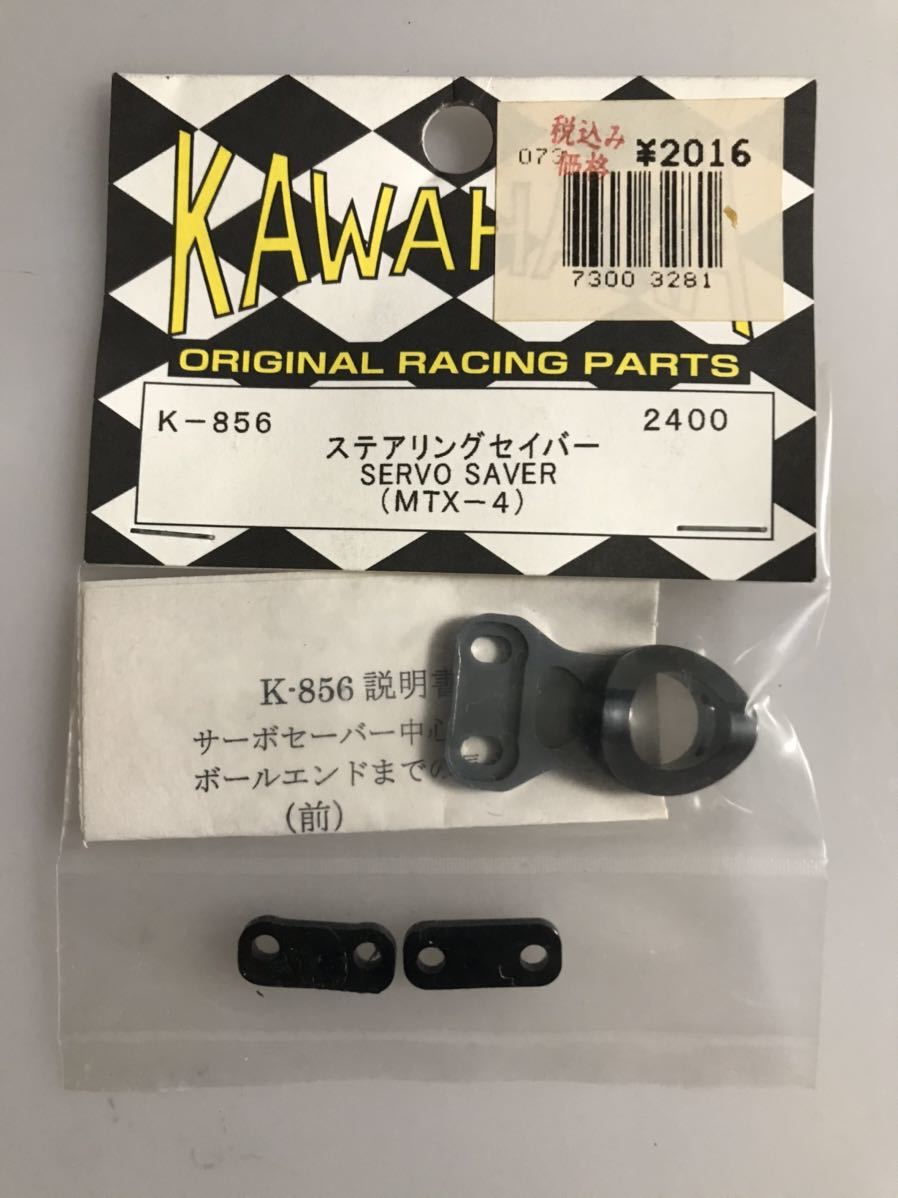 KAWAH
税込み
価格
073
¥2016
7300 3281
ORIGINAL RACING PARTS
K-856
2400
ステアリングセイバー
SERVO SAVER
(MTX-4)
K-856 説明書
サーボセーバー中心
ボールエンドまでの
(前)